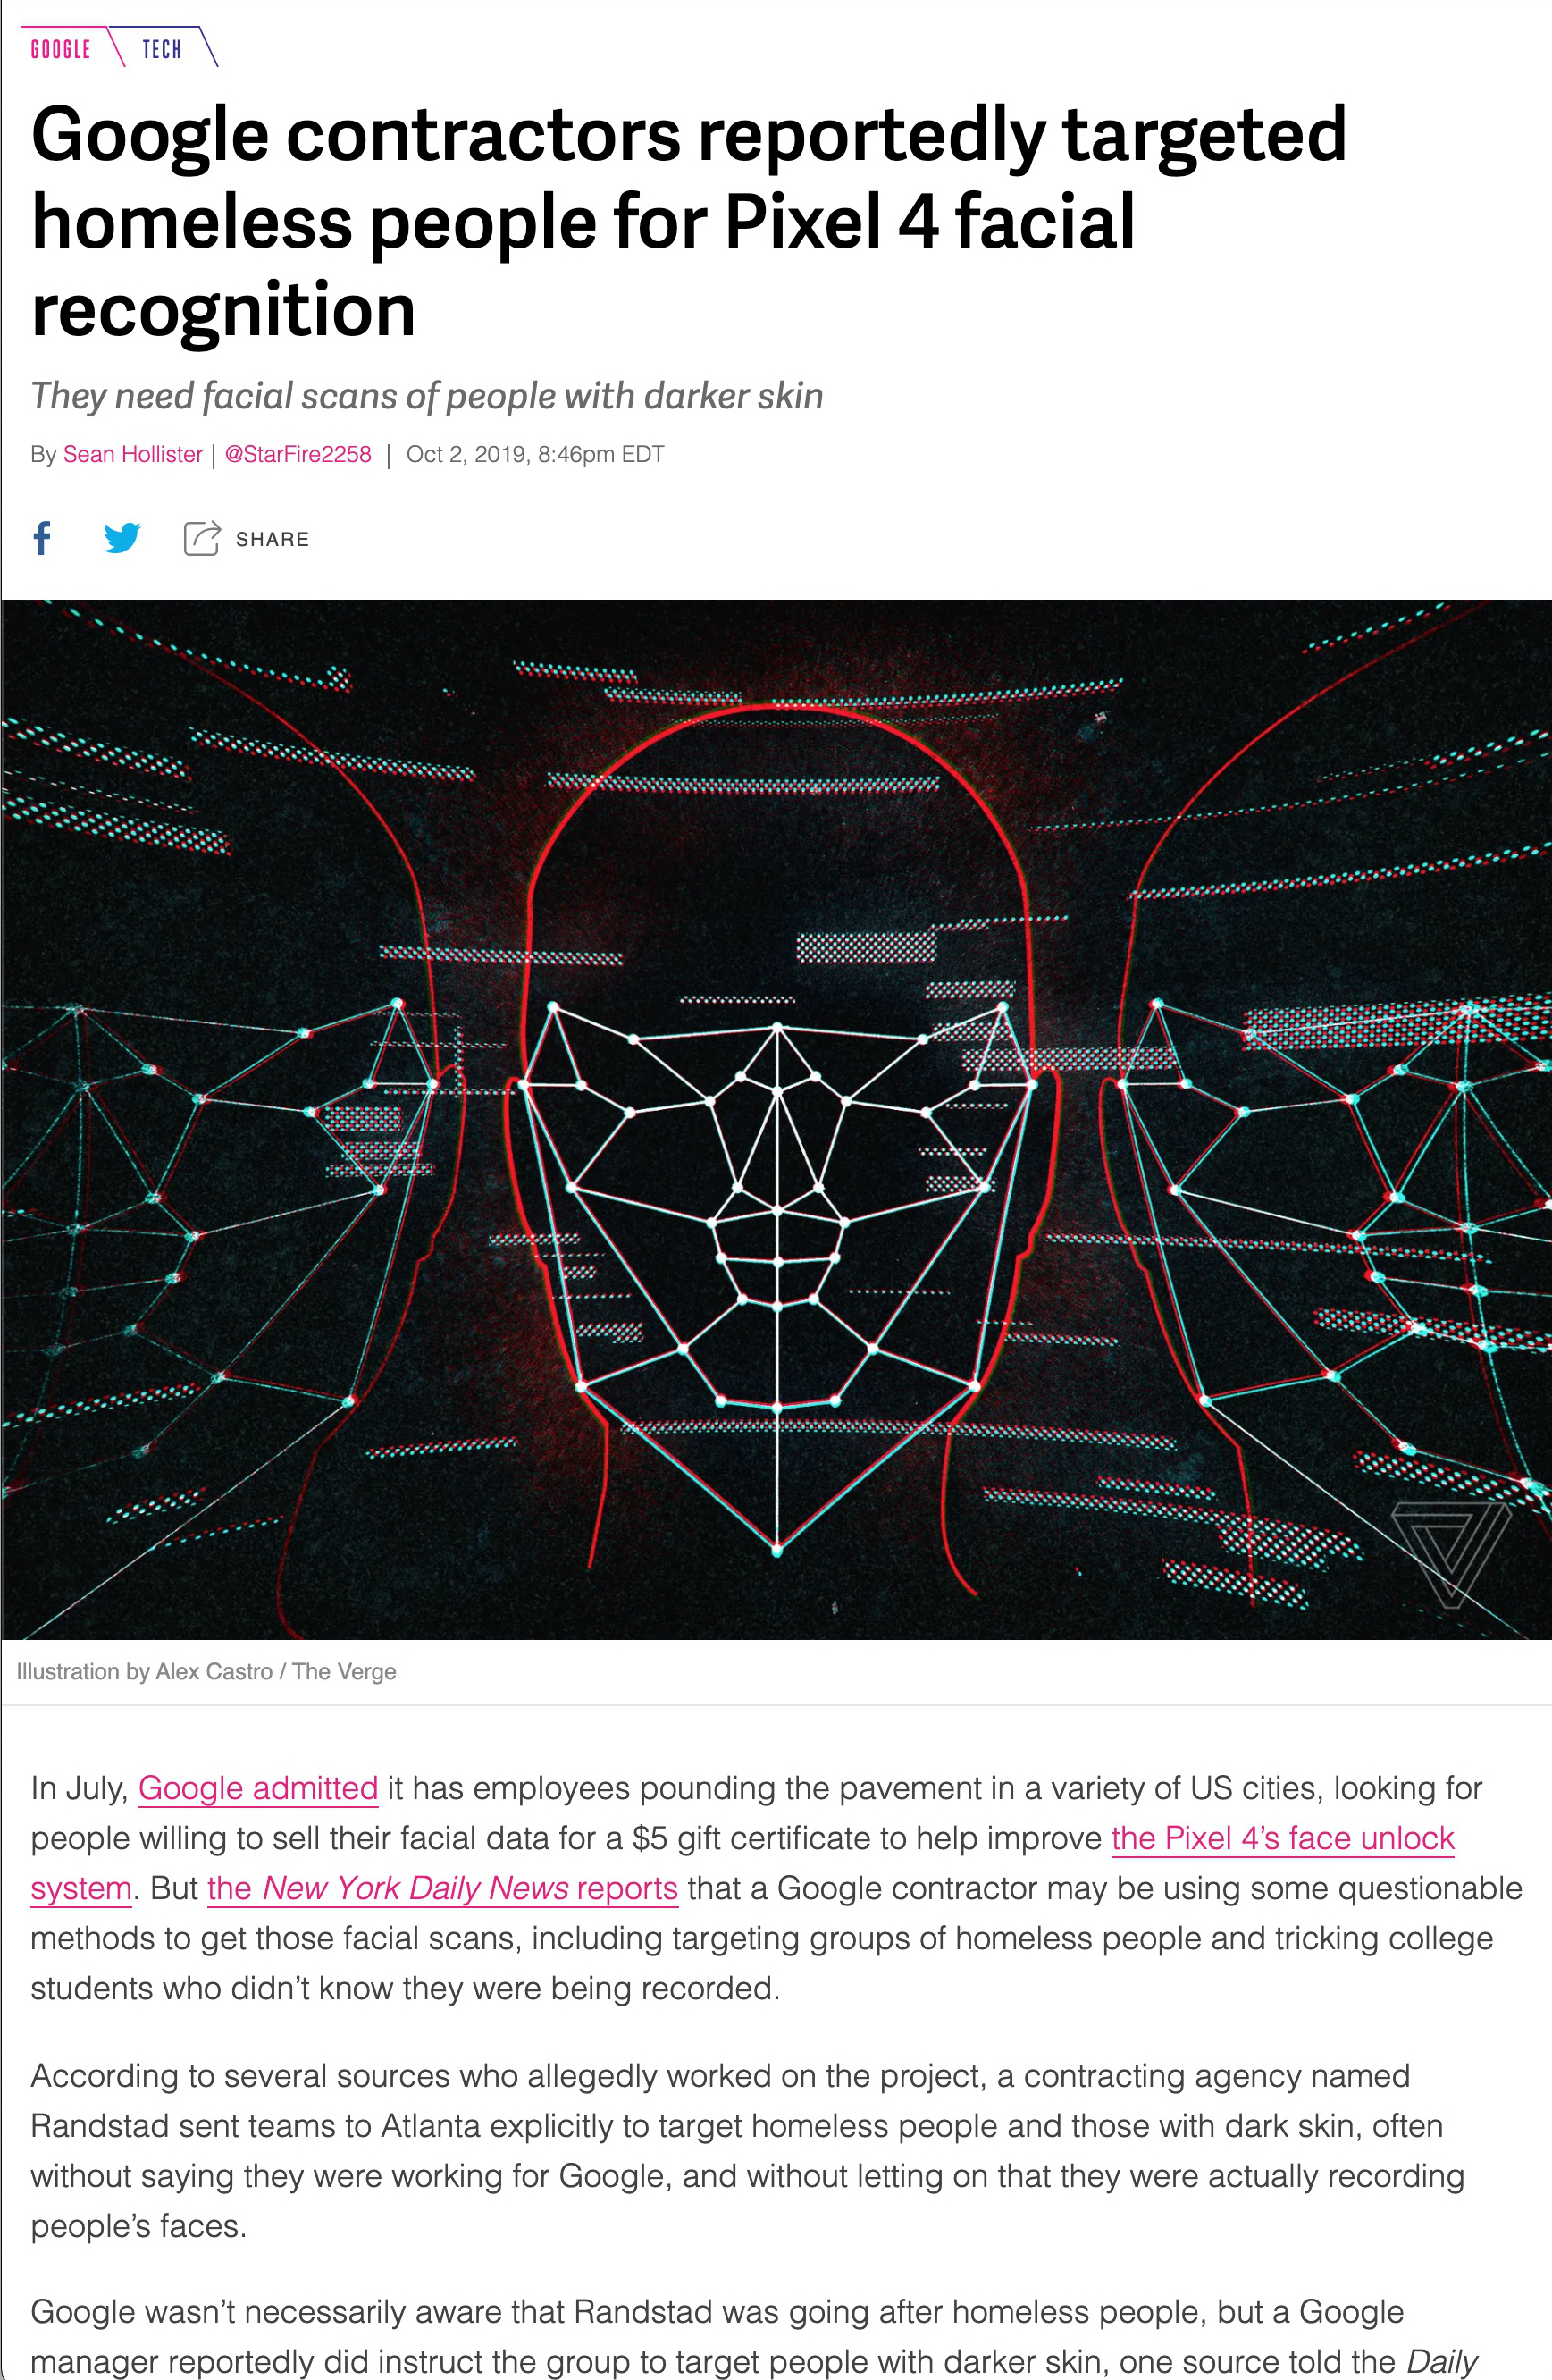 GOOGLE TECH
Google contractors reportedly targeted
homeless people for Pixel 4 facial
recognition
They need facial scans of people with darker skin
By Sean Hollister | @StarFire2258 | Oct 2, 2019, 8:46pm EDT
f SHARE
Illustration by Alex Castro / The Verge
In July, Google admitted it has employees pounding the pavement in a variety of US cities, looking for
people willing to sell their facial data for a $5 gift certificate to help improve the Pixel 4’s face unlock
system. But the New York Daily News reports that a Google contractor may be using some questionable
methods to get those facial scans, including targeting groups of homeless people and tricking college
students who didn’t know they were being recorded.
According to several sources who allegedly worked on the project, a contracting agency named
Randstad sent teams to Atlanta explicitly to target homeless people and those with dark skin, often
without saying they were working for Google, and without letting on that they were actually recording
people’s faces.
Google wasn’t necessarily aware that Randstad was going after homeless people, but a Google
manager reportedly did instruct the group to target people with darker skin, one source told the Daily